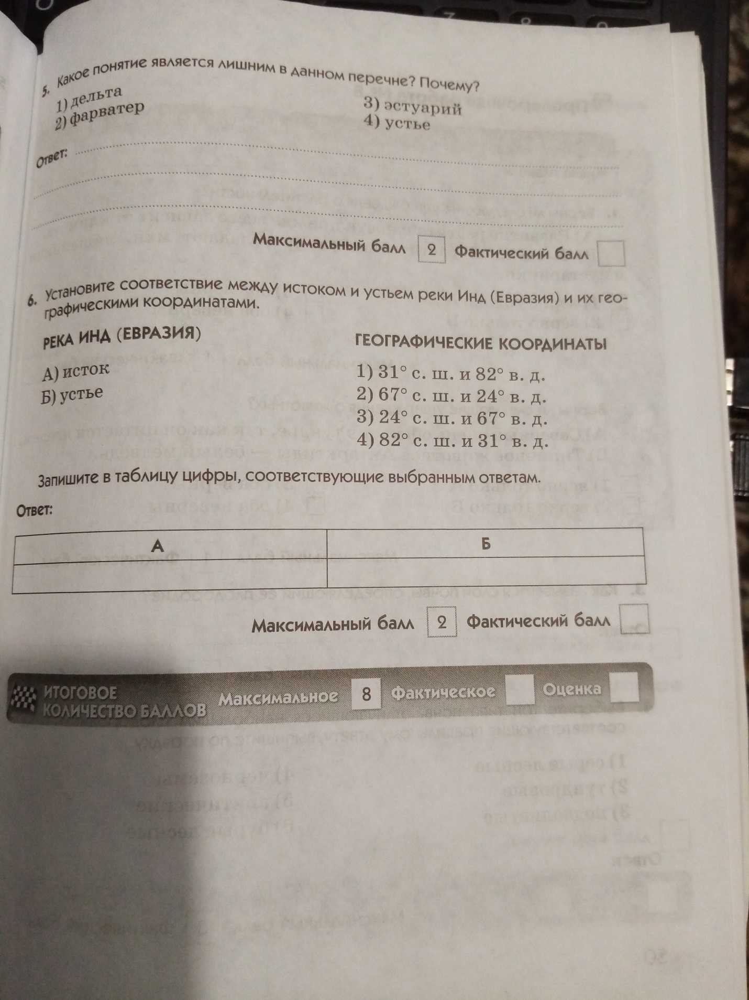 5. Какое понятие является лишним в данном перечне? Почему?
1) дельта
2) фарватер
3) эстуарий
4) устье
Ответ:
Максимальный балл 2 Фактический балл
6. Установите соответствие между истоком и устьем реки Инд (Евразия) и их гео-
графическими координатами.
РЕКА ИНД (ЕВРАЗИЯ)
А) исток
Б) устье
ГЕОГРАФИЧЕСКИЕ КООРДИНАТЫ
1) 31° с. ш. и 82° в. д.
2) 67° с. ш. и 24° в. д.
3) 24° с. ш. и 67° в. д.
4) 82° с. ш. и 31° в. д.
Запишите в таблицу цифры, соответствующие выбранным ответам.
Ответ:
А Б
Максимальный балл 2 Фактический балл
ИТОГОВОЕ
КОЛИЧЕСТВО БАЛЛОВ Максимальное 8 Фактическое Оценка